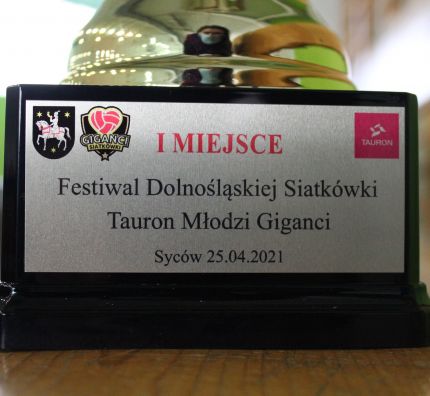 GIGANCI
SIATKÓWKI
I MIEJSCE
TAURON
Festiwal Dolnośląskiej Siatkówki
Tauron Młodzi Giganci
Syców 25.04.2021